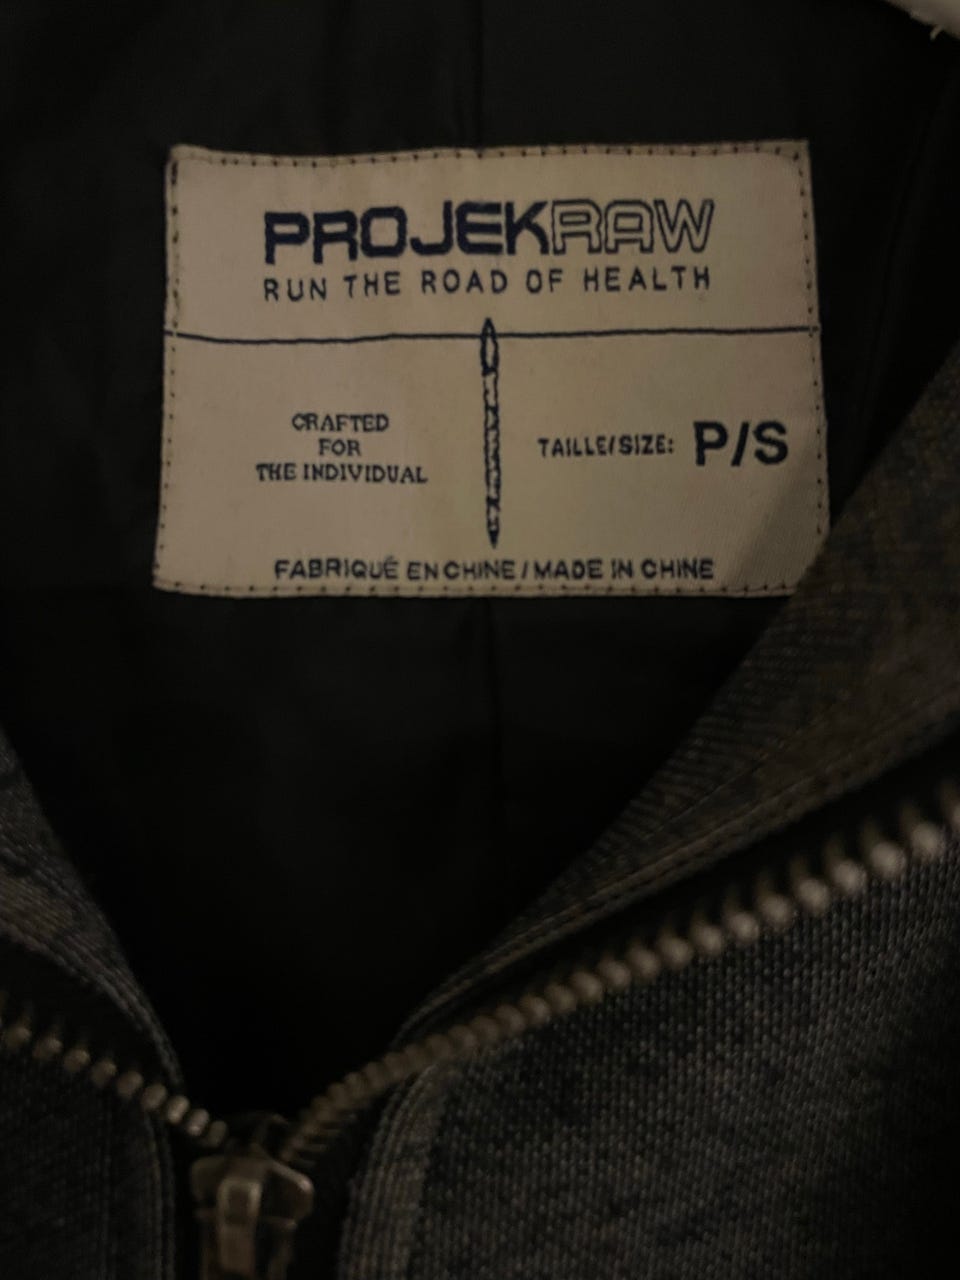 PROJEKRAW
RUN THE ROAD OF HEALTH
CRAFTED
FOR
THE INDIVIDUAL
TAILLE/SIZE: P/S
FABRIQUÉ EN CHINE / MADE IN CHINE